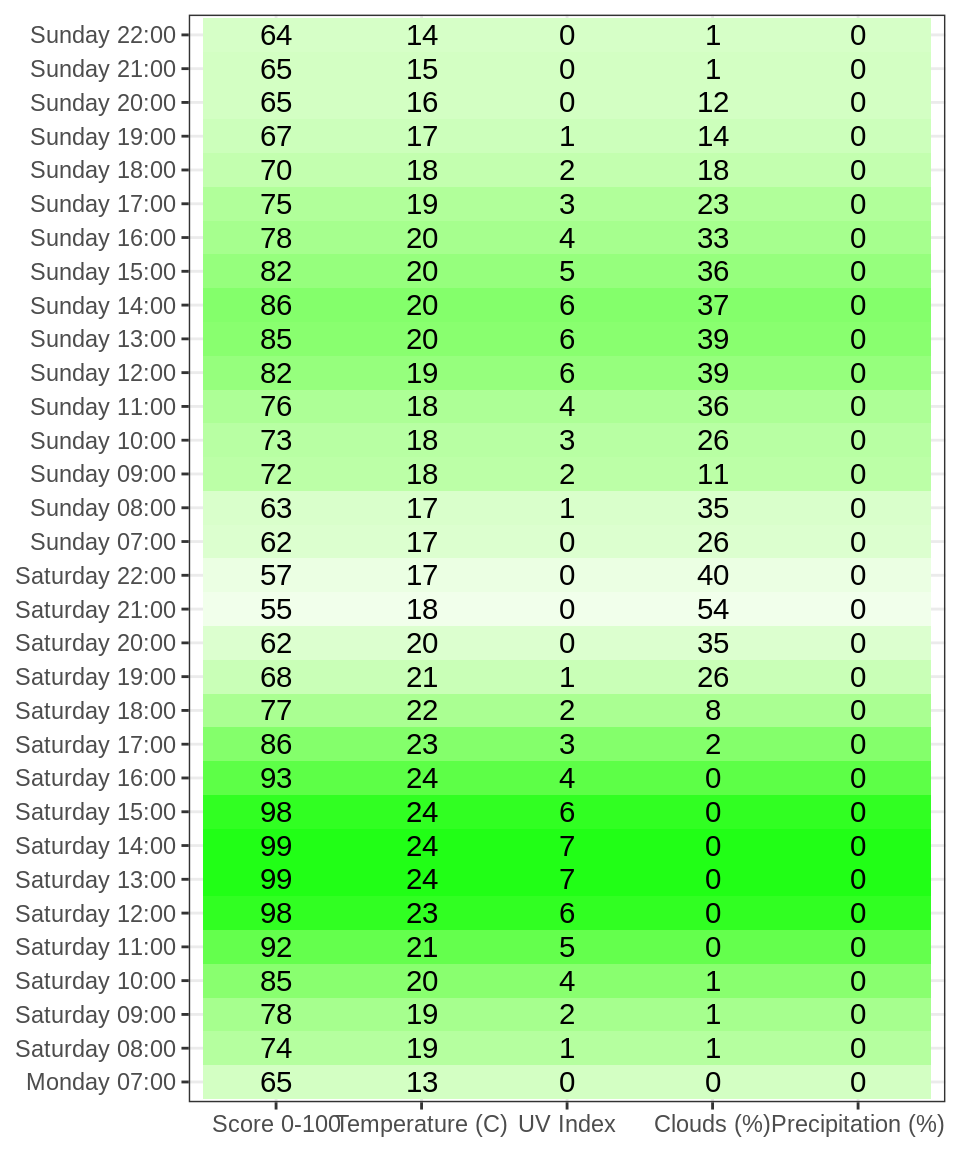 Sunday 22:00 64 14 0 1 0
Sunday 21:00 65 15 0 1 0
Sunday 20:00 65 16 0 12 0
Sunday 19:00 67 17 1 14 0
Sunday 18:00 70 18 2 18 0
Sunday 17:00 75 19 3 23 0
Sunday 16:00 78 20 4 33 0
Sunday 15:00 82 20 5 36 0
Sunday 14:00 86 20 6 37 0
Sunday 13:00 85 20 6 39 0
Sunday 12:00 82 19 6 39 0
Sunday 11:00 76 18 4 36 0
Sunday 10:00 73 18 3 26 0
Sunday 09:00 72 18 2 11 0
Sunday 08:00 63 17 1 35 0
Sunday 07:00 62 17 0 26 0
Saturday 22:00 57 17 0 40 0
Saturday 21:00 55 18 0 54 0
Saturday 20:00 62 20 0 35 0
Saturday 19:00 68 21 1 26 0
Saturday 18:00 77 22 2 8 0
Saturday 17:00 86 23 3 2 0
Saturday 16:00 93 24 4 0 0
Saturday 15:00 98 24 6 0 0
Saturday 14:00 99 24 7 0 0
Saturday 13:00 99 24 7 0 0
Saturday 12:00 98 23 6 0 0
Saturday 11:00 92 21 5 0 0
Saturday 10:00 85 20 4 1 0
Saturday 09:00 78 19 2 1 0
Saturday 08:00 74 19 1 1 0
Monday 07:00 65 13 0 0 0
Score 0-100 Temperature (C) UV Index Clouds (%) Precipitation (%)